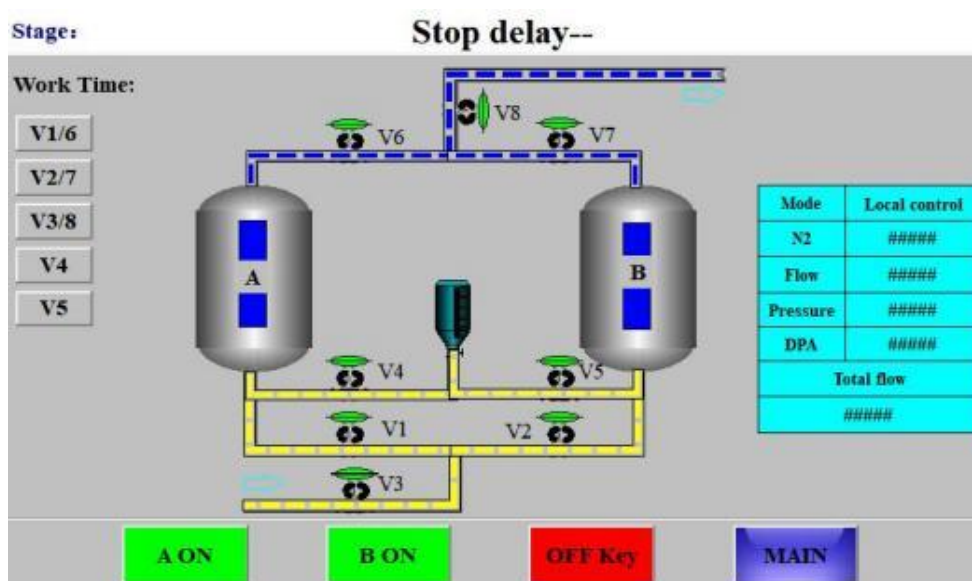 Stage:
Stop delay--
Work Time:
V1/6
V2/7
V3/8
V4
V5
V8
V6
V7
A
B
V4
V5
V1
V2
V3
Mode Local control
N2 #####
Flow #####
Pressure #####
DPA #####
Total flow
#####
A ON
B ON
OFF Key
MAIN